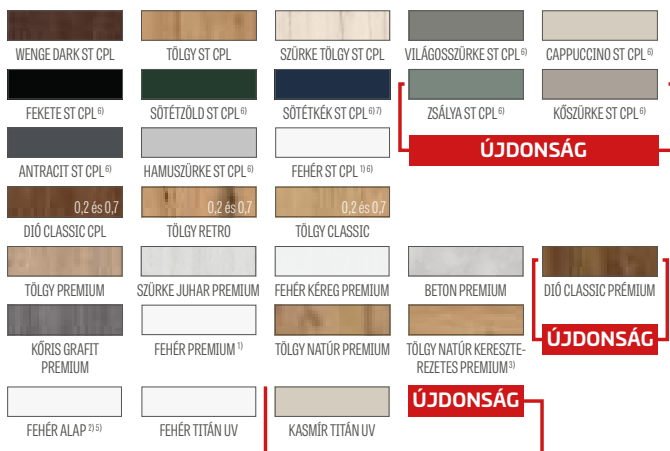 WENGE DARK ST CPL
TÖLGY ST CPL
SZÜRKE TÖLGY ST CPL
VILÁGOSSZÜRKE ST CPL 6)
CAPPUCCINO ST CPL 6)
FEKETE ST CPL 6)
SÖTÉTZÖLD ST CPL 6)
SÖTÉTKÉK ST CPL 6) 7)
ZSÁLYA ST CPL 6)
KŐSZÜRKE ST CPL 6)
ÚJDONSÁG
ANTRACIT ST CPL 6)
HAMUSZÜRKE ST CPL 6)
FEHÉR ST CPL 1) 6)
0,2 és 0,7
0,2 és 0,7
0,2 és 0,7
DIÓ CLASSIC CPL
TÖLGY RETRO
TÖLGY CLASSIC
TÖLGY PREMIUM
SZÜRKE JUHAR PREMIUM
FEHÉR KÉREG PREMIUM
BETON PREMIUM
DIÓ CLASSIC PRÉMIUM
ÚJDONSÁG
KŐRIS GRAFIT
PREMIUM
FEHÉR PREMIUM 1)
TÖLGY NATÚR PREMIUM
TÖLGY NATÚR KERESZTE-
REZETES PREMIUM 3)
ÚJDONSÁG
FEHÉR ALAP 2) 5)
FEHÉR TITÁN UV
KASMÍR TITÁN UV